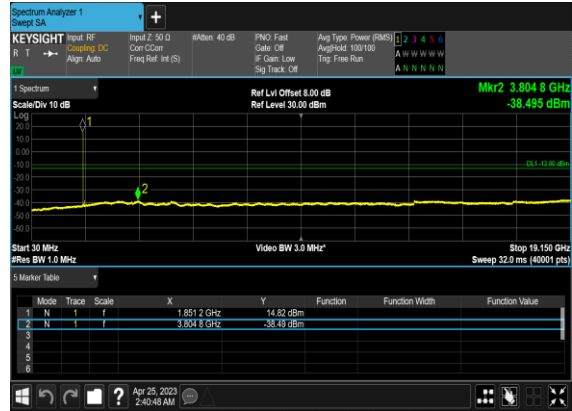 Spectrum Analyzer 1
Swept SA
+
KEYSIGHT Input: RF Input Z: 50 Ω #Atten: 40 dB PNO: Fast Avg Type: Power (RMS) 1 2 3 4 5 6
R T Coupling: DC Corr CCorr Gate: Off Avg|Hold: 100/100 A W W W W W
Align: Auto Freq Ref: Int (S) IF Gain: Low Trig: Free Run
Sig Track: Off A N N N N N
1 Spectrum Ref Lvl Offset 8.00 dB Mkr2 3.804 8 GHz
Scale/Div 10 dB Ref Level 30.00 dBm -38.495 dBm
Log
20.0
10.0
0.00
-10.0
DL1 -13.00 dBm
-20.0
-30.0
-40.0
-50.0
-60.0
1
2
Start 30 MHz Video BW 3.0 MHz* Stop 19.150 GHz
#Res BW 1.0 MHz Sweep 32.0 ms (40001 pts)
5 Marker Table
Mode Trace Scale X Y Function Function Width Function Value
1 N 1 f 1.851 2 GHz 14.82 dBm
2 N 1 f 3.804 8 GHz -38.49 dBm
3
4
5
6
? Apr 25, 2023
2:40:48 AM